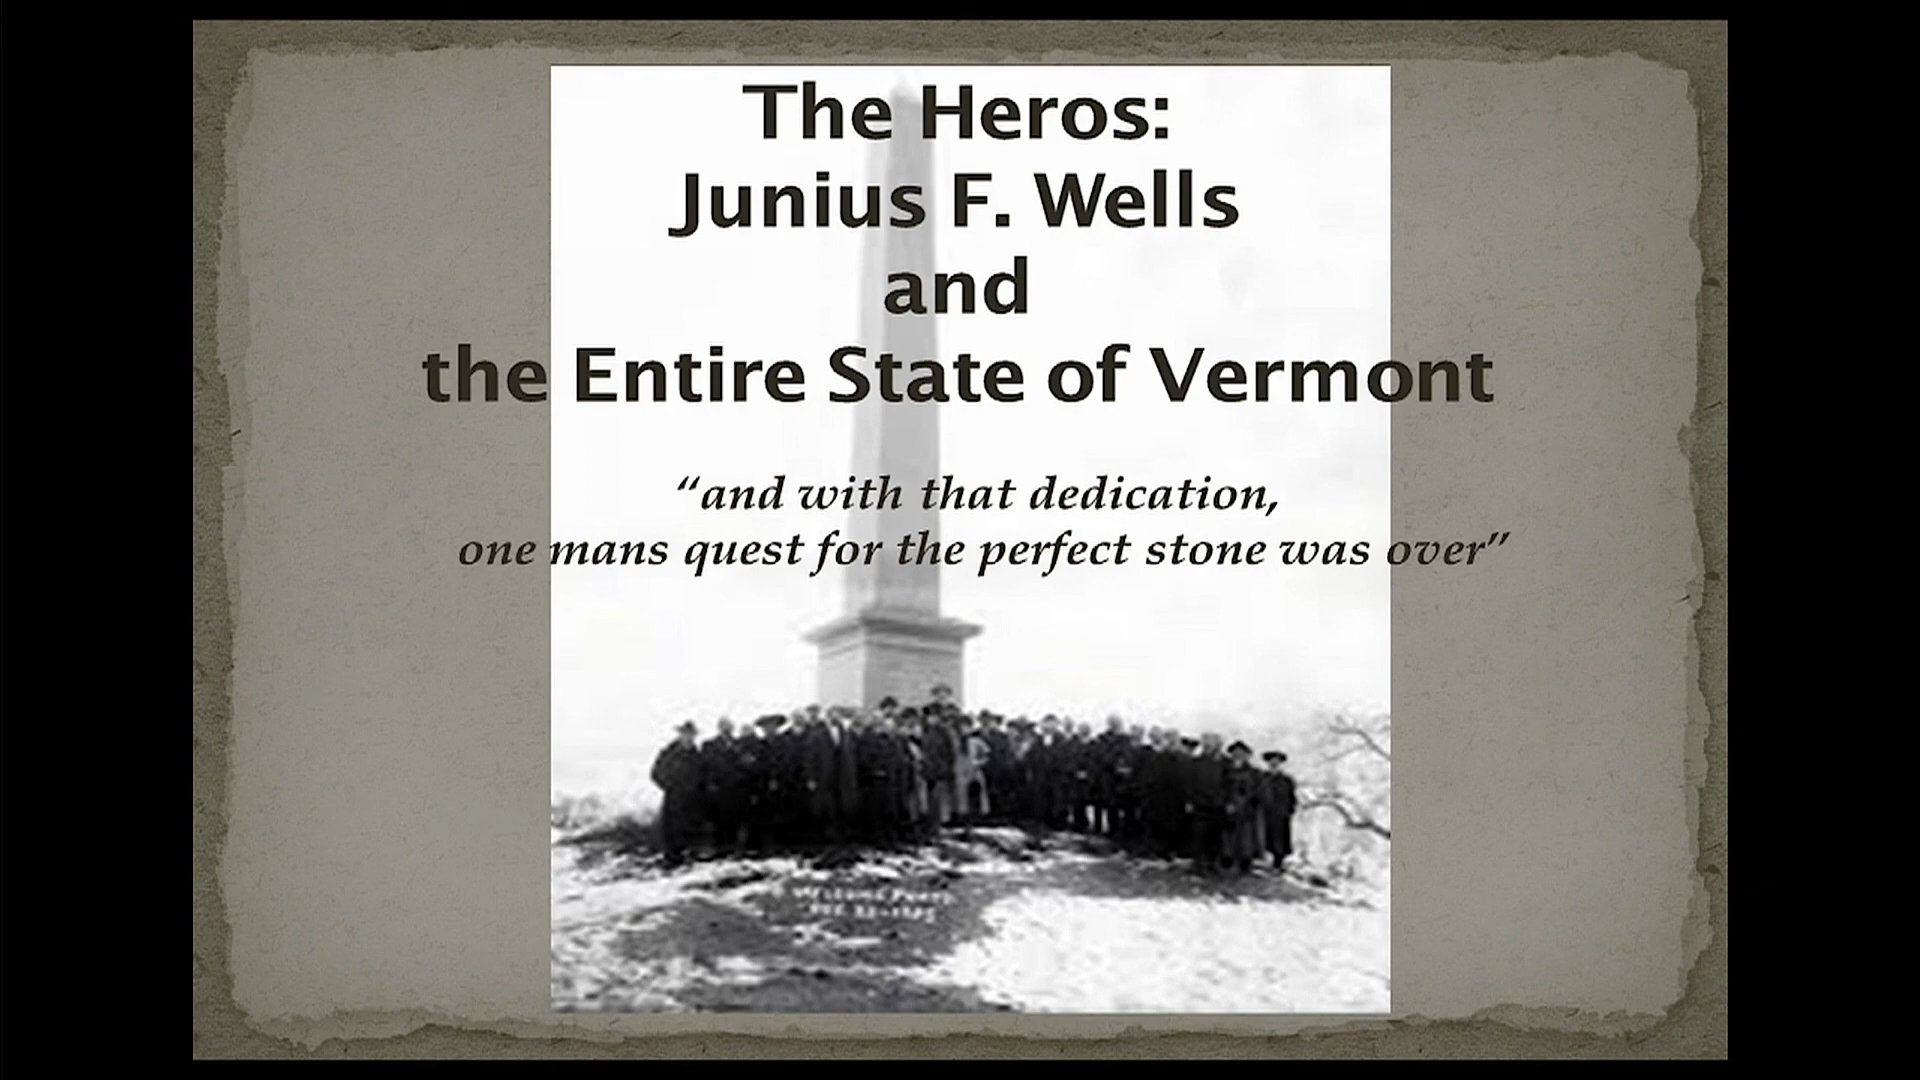 The Heros:
Junius F. Wells
and
the Entire State of Vermont
“and with that dedication,
one mans quest for the perfect stone was over”